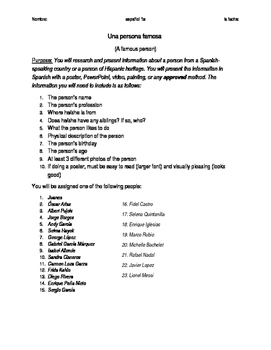 Nombre: español 1a la fecha:
Una persona famosa
(A famous person)
Purpose: You will research and present information about a person from a Spanish-
speaking country or a person of Hispanic heritage. You will present the information in
Spanish with a poster, PowerPoint, video, painting, or any approved method. The
information you will need to include is as follows:
1. The person's name
2. The person's profession
3. Where he/she is from
4. Does he/she have any siblings? If so, who?
5. What the person likes to do
6. Physical description of the person
7. The person's birthday
8. The person's age
9. At least 3 different photos of the person
10. If doing a poster, must be easy to read (larger font) and visually pleasing (looks
good)
You will be assigned one of the following people:
1. Juanes
2. Óscar Arias
3. Albert Pujols
4. Jorge Borges
5. Andy García
6. Salma Hayek
7. George López
8. Gabriel García Márquez
9. Isabel Allende
10. Sandra Cisneros
11. Carmen Loza Garza
12. Frida Kahlo
13. Diego Rivera
14. Enrique Peña Nieto
15. Sergio García
16. Fidel Castro
17. Selena Quintanilla
18. Enrique Iglesias
19. Marco Rubio
20. Michelle Bachelet
21. Rafael Nadal
22. Javier Lopez
23. Lionel Messi